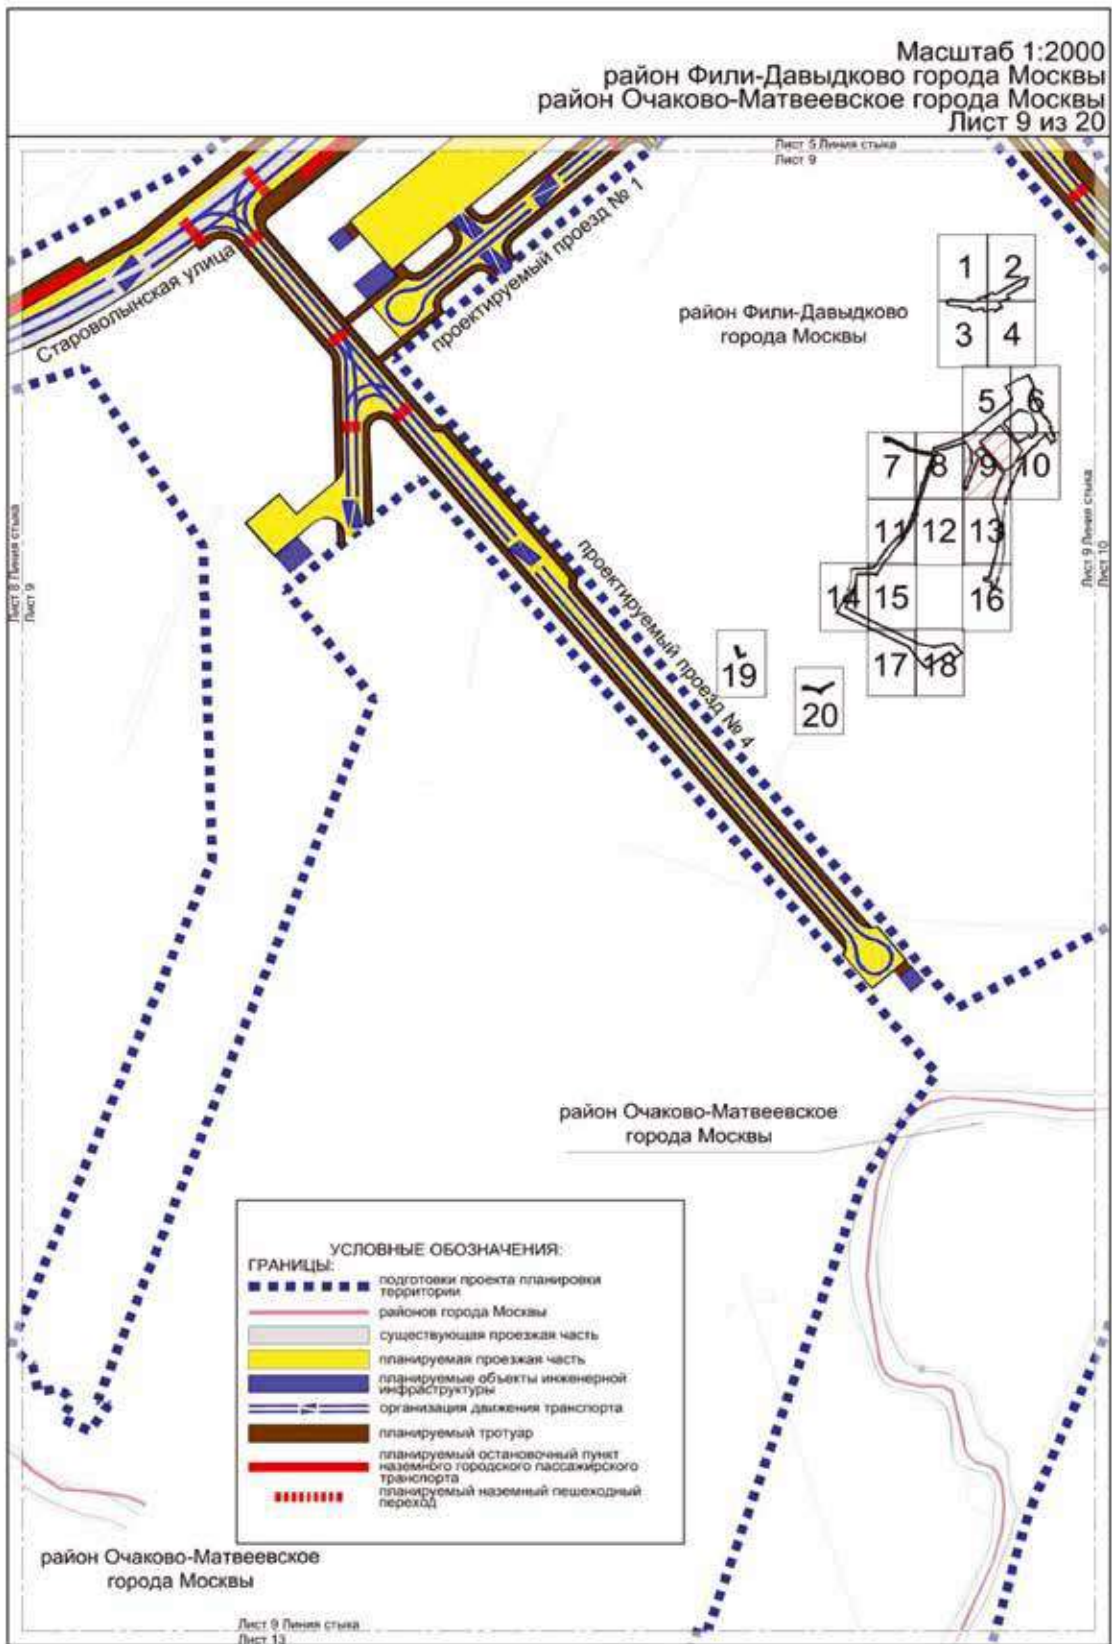 Масштаб 1:2000
район Фили-Давыдково города Москвы
район Очаково-Матвеевское города Москвы
Лист 9 из 20
Лист 5 Линия стыка
Лист 9
Староволынская улица
проектируемый проезд № 1
район Фили-Давыдково
города Москвы
1 2
3 4
5 6
7 8 9 10
11 12 13
14 15 16
17 18
19
20
Лист 8 Линия стыка
Лист 9
Лист 9 Линия стыка
Лист 10
проектируемый проезд № 4
район Очаково-Матвеевское
города Москвы
УСЛОВНЫЕ ОБОЗНАЧЕНИЯ:
ГРАНИЦЫ:
подготовки проекта планировки
территории
районов города Москвы
существующая проезжая часть
планируемая проезжая часть
планируемые объекты инженерной
инфраструктуры
организация движения транспорта
планируемый тротуар
планируемый остановочный пункт
наземного городского пассажирского
транспорта
планируемый наземный пешеходный
переход
район Очаково-Матвеевское
города Москвы
Лист 9 Линия стыка
Лист 13